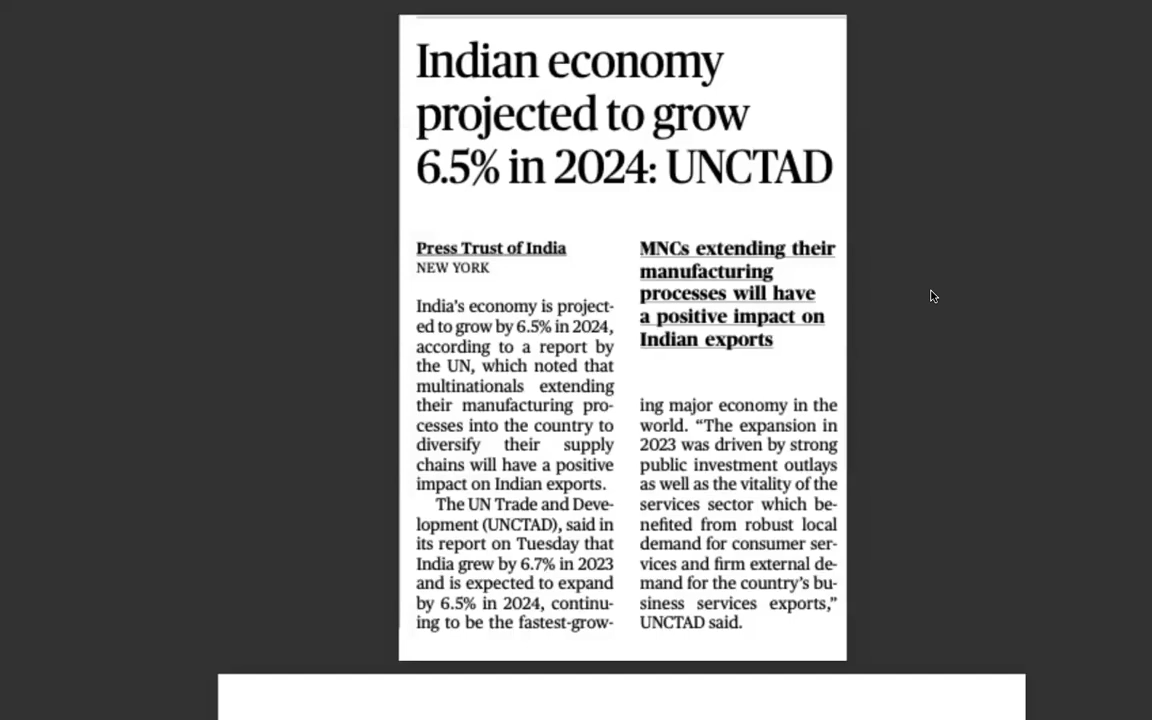 Indian economy
projected to grow
6.5% in 2024: UNCTAD
Press Trust of India
NEW YORK
India's economy is project-
ed to grow by 6.5% in 2024,
according to a report by
the UN, which noted that
multinationals extending
their manufacturing pro-
cesses into the country to
diversify their supply
chains will have a positive
impact on Indian exports.
The UN Trade and Deve-
lopment (UNCTAD), said in
its report on Tuesday that
India grew by 6.7% in 2023
and is expected to expand
by 6.5% in 2024, continu-
ing to be the fastest-grow-
MNCs extending their
manufacturing
processes will have
a positive impact on
Indian exports
ing major economy in the
world. “The expansion in
2023 was driven by strong
public investment outlays
as well as the vitality of the
services sector which be-
nefited from robust local
demand for consumer ser-
vices and firm external de-
mand for the country's bu-
siness services exports,”
UNCTAD said.